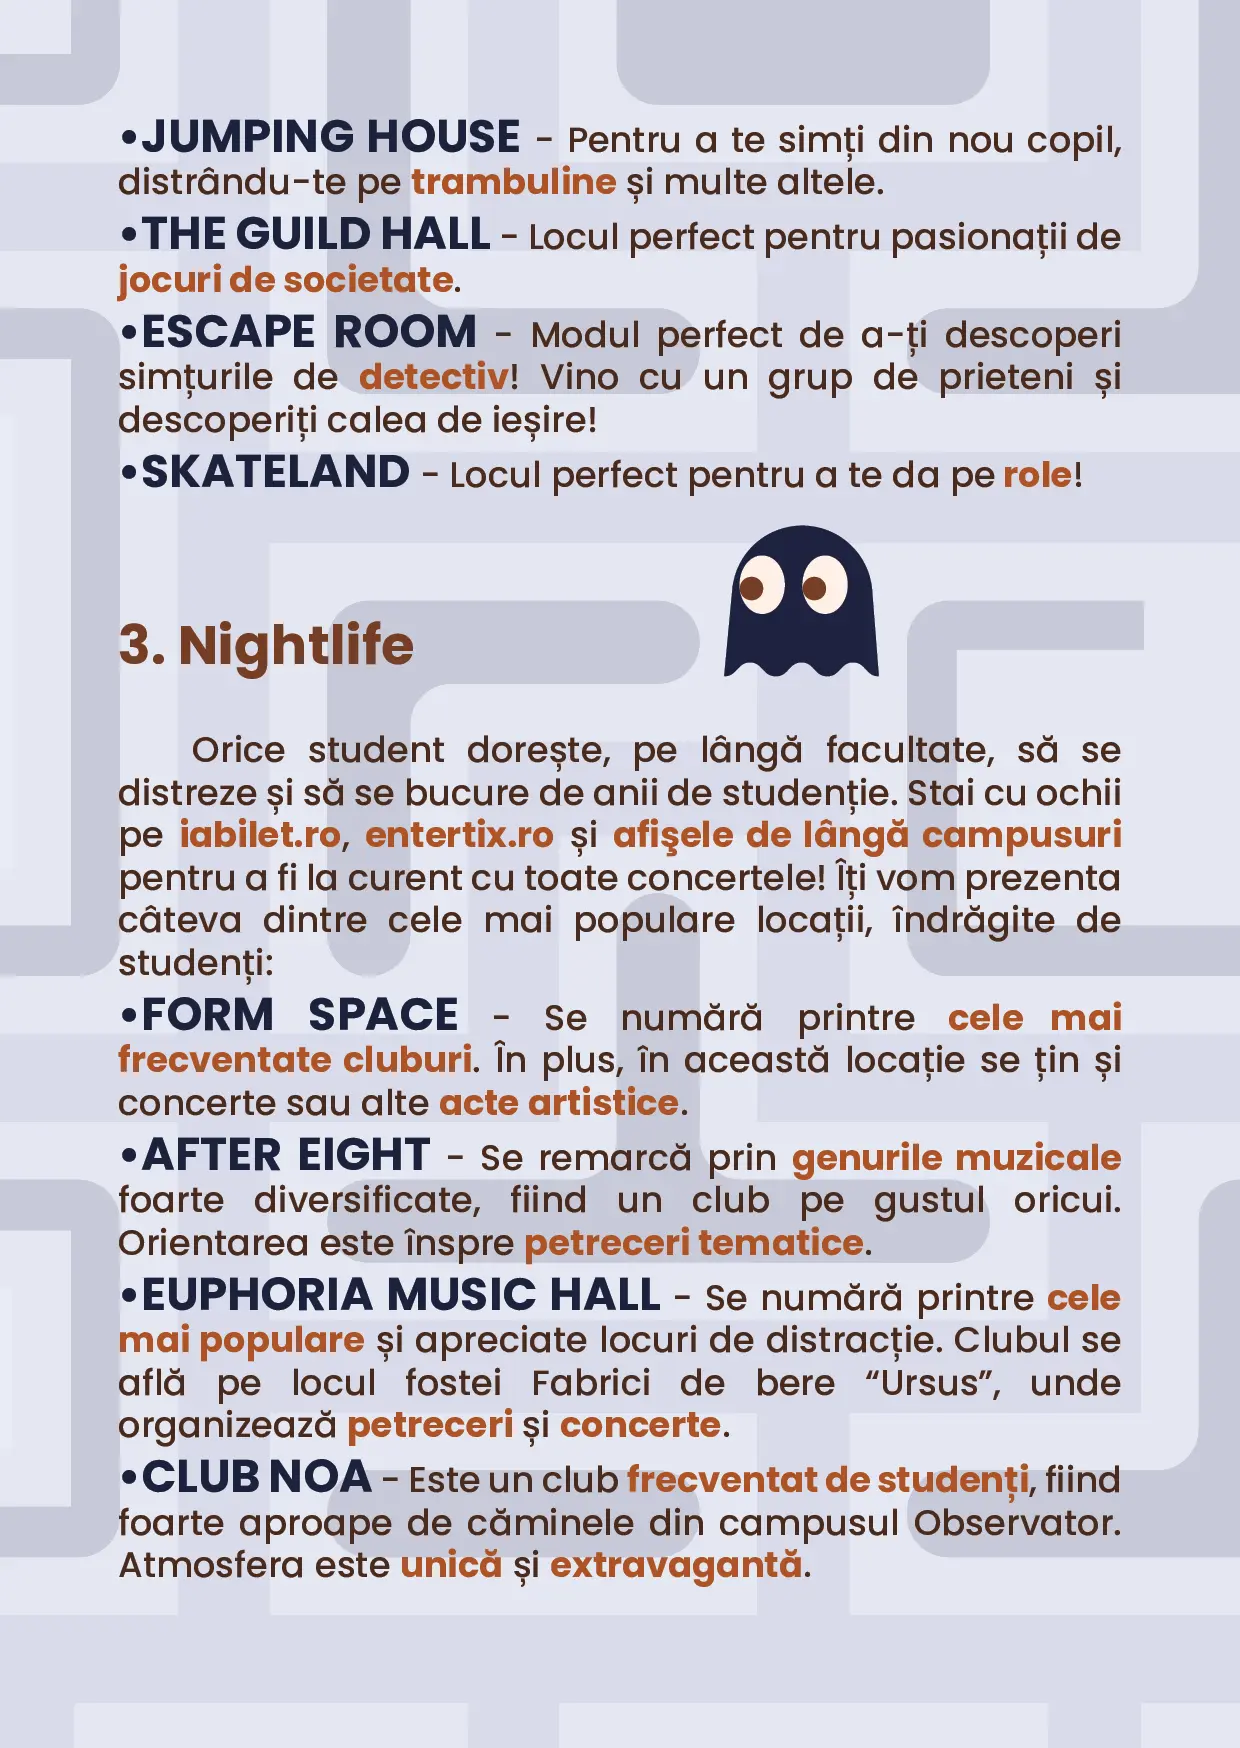 •JUMPING HOUSE - Pentru a te simți din nou copil,
distrându-te pe trambuline și multe altele.
•THE GUILD HALL - Locul perfect pentru pasionații de
jocuri de societate.
•ESCAPE ROOM - Modul perfect de a-ți descoperi
simțurile de detectiv! Vino cu un grup de prieteni și
descoperiți calea de ieșire!
•SKATELAND - Locul perfect pentru a te da pe role!
3. Nightlife
Orice student dorește, pe lângă facultate, să se
distreze și să se bucure de anii de studenție. Stai cu ochii
pe iabilet.ro, entertix.ro și afişele de lângă campusuri
pentru a fi la curent cu toate concertele! Îți vom prezenta
câteva dintre cele mai populare locații, îndrăgite de
studenți:
•FORM SPACE - Se numără printre cele mai
frecventate cluburi. În plus, în această locație se țin și
concerte sau alte acte artistice.
•AFTER EIGHT - Se remarcă prin genurile muzicale
foarte diversificate, fiind un club pe gustul oricui.
Orientarea este înspre petreceri tematice.
•EUPHORIA MUSIC HALL - Se numără printre cele
mai populare și apreciate locuri de distracție. Clubul se
află pe locul fostei Fabrici de bere “Ursus”, unde
organizează petreceri și concerte.
•CLUB NOA - Este un club frecventat de studenți, fiind
foarte aproape de căminele din campusul Observator.
Atmosfera este unică și extravagantă.